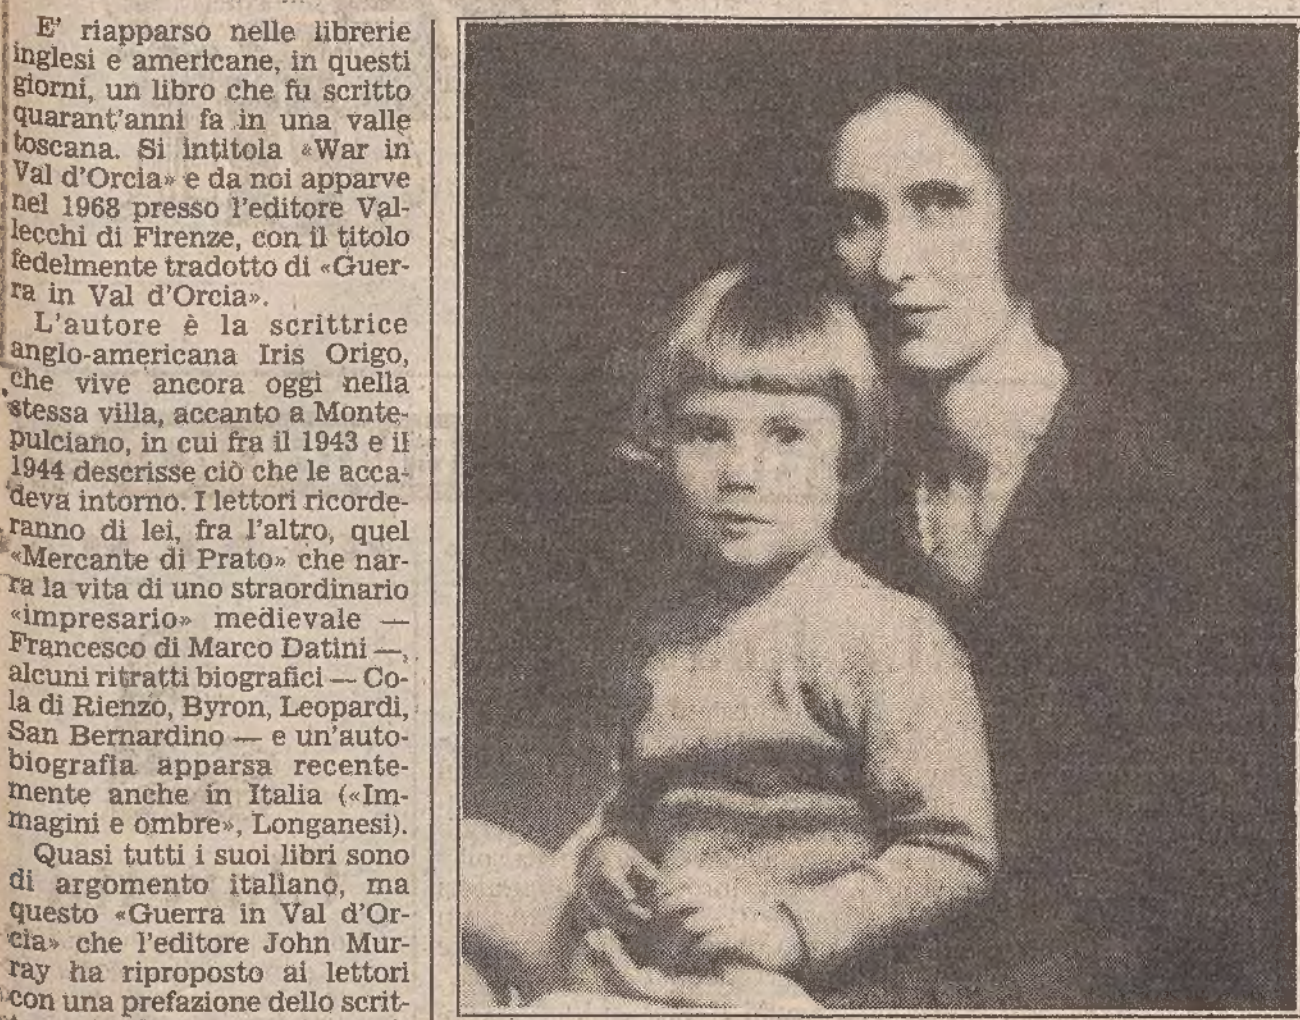 E' riapparso nelle librerie
inglesi e americane, in questi
giorni, un libro che fu scritto
quarant'anni fa in una valle
toscana. Si intitola «War in
Val d'Orcia» e da noi apparve
nel 1968 presso l'editore Val-
lecchi di Firenze, con il titolo
fedelmente tradotto di «Guer-
ra in Val d'Orcia».
L'autore è la scrittrice
anglo-americana Iris Origo,
che vive ancora oggi nella
stessa villa, accanto a Monte-
pulciano, in cui fra il 1943 e il
1944 descrisse ciò che le acca-
deva intorno. I lettori ricorde-
ranno di lei, fra l'altro, quel
«Mercante di Prato» che nar-
ra la vita di uno straordinario
«impresario» medievale —
Francesco di Marco Datini —,
alcuni ritratti biografici — Co-
la di Rienzo, Byron, Leopardi,
San Bernardino — e un'auto-
biografia apparsa recente-
mente anche in Italia («Im-
magini e ombre», Longanesi).
Quasi tutti i suoi libri sono
di argomento italiano, ma
questo «Guerra in Val d'Or-
cia» che l'editore John Mur-
ray ha riproposto ai lettori
con una prefazione dello scrit-